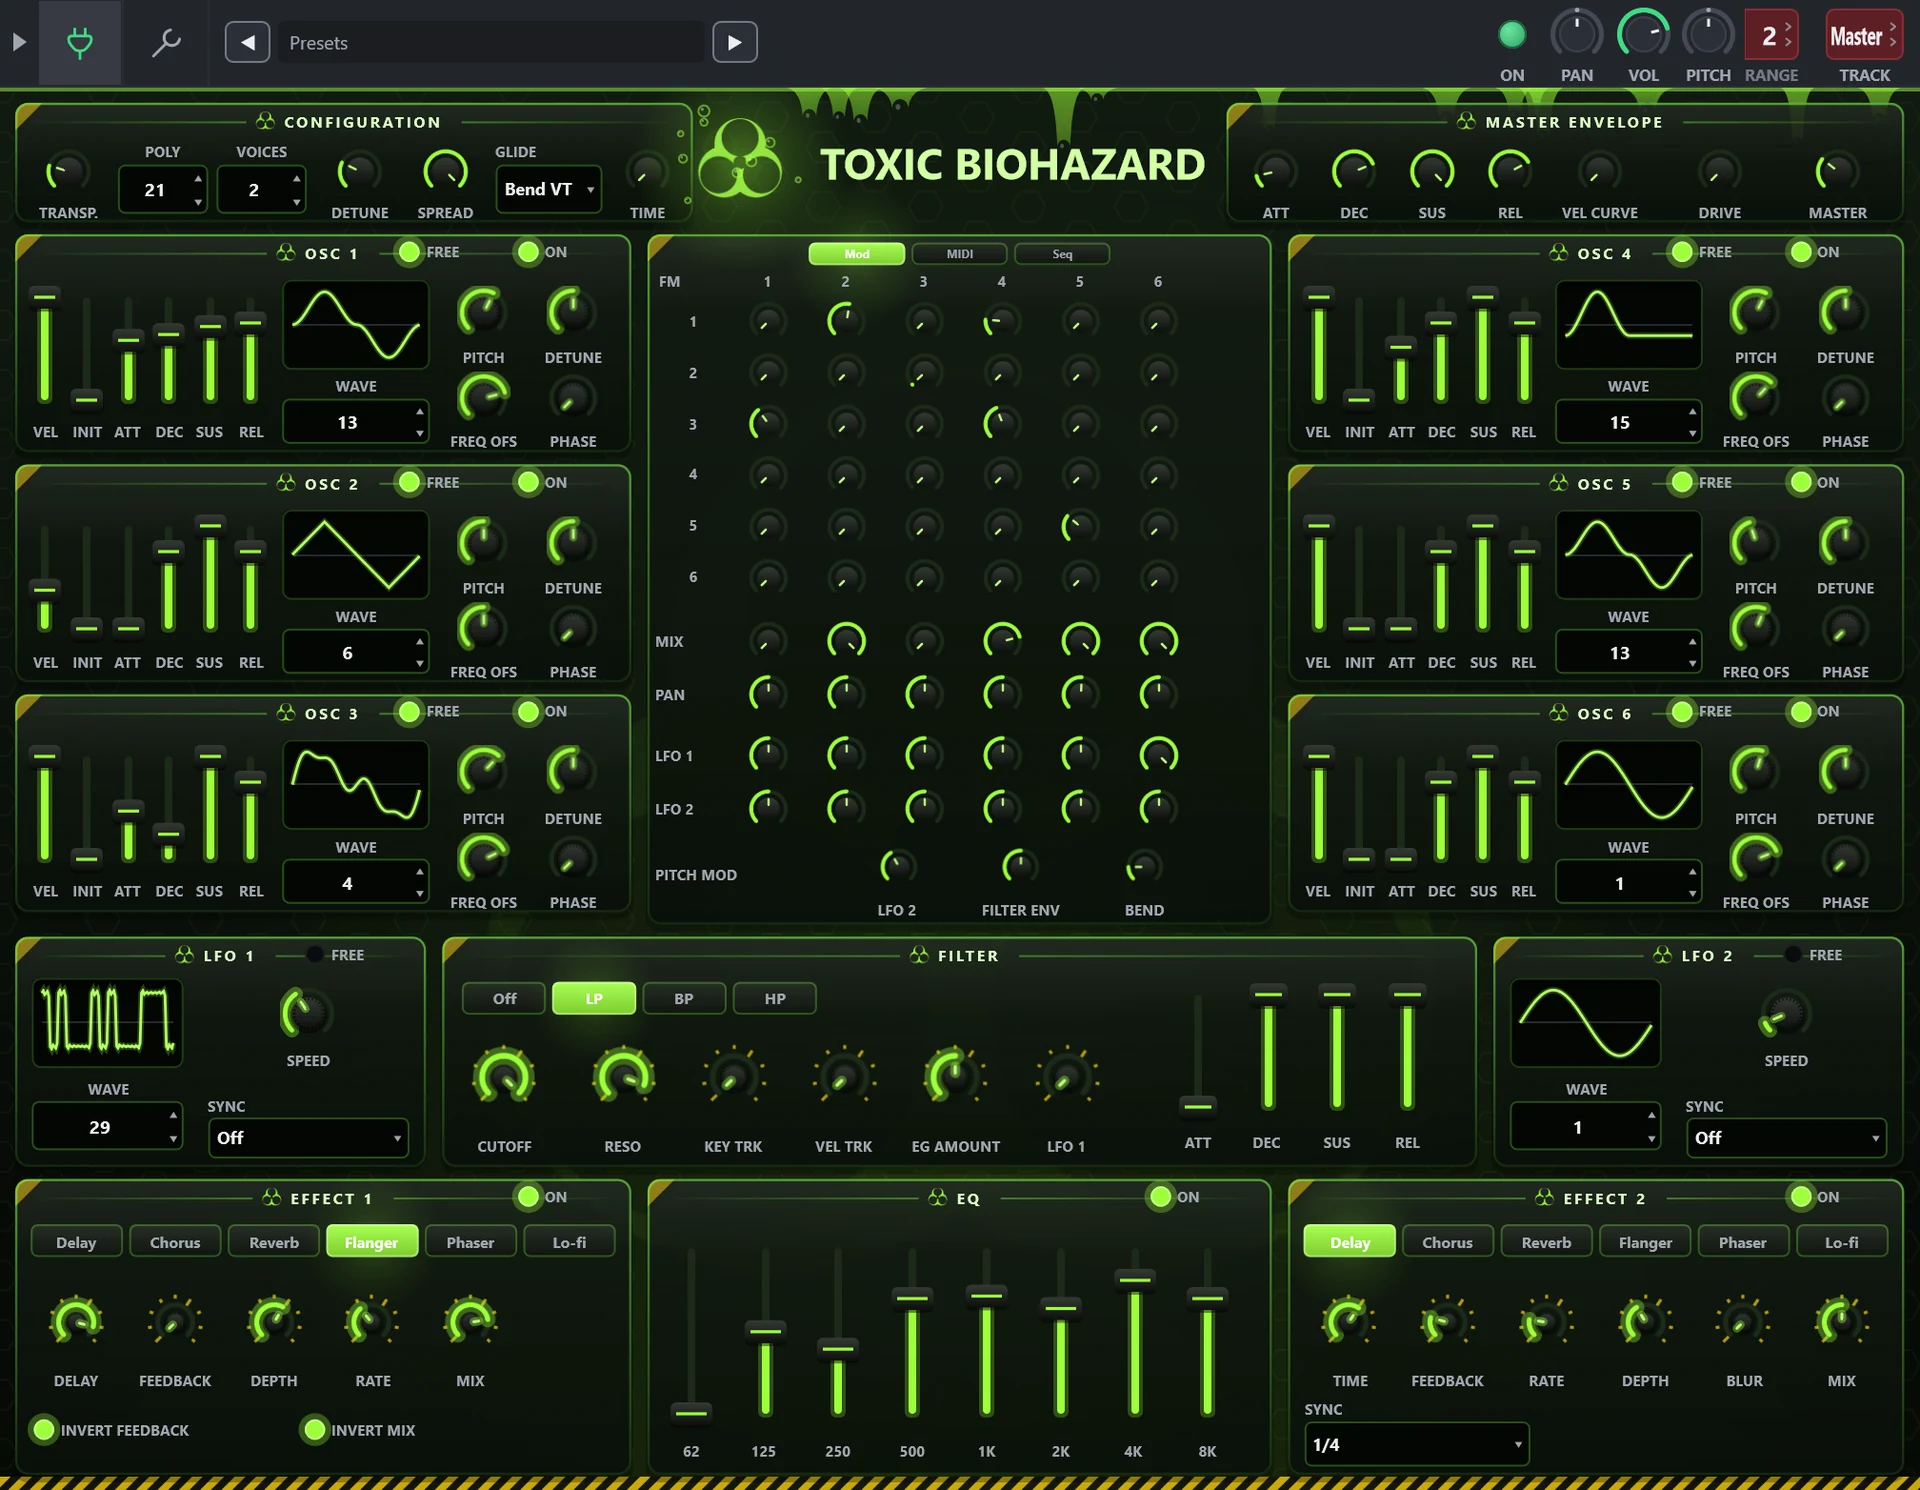 Presets
ON PAN VOL PITCH 2 RANGE Master TRACK
CONFIGURATION
TRANSP. POLY 21 VOICES 2 DETUNE SPREAD GLIDE Bend VT TIME
TOXIC BIOHAZARD
MASTER ENVELOPE
ATT DEC SUS REL VEL CURVE DRIVE MASTER
OSC 1 FREE ON
VEL INIT ATT DEC SUS REL
WAVE
13
PITCH DETUNE
FREQ OFS PHASE
OSC 2 FREE ON
VEL INIT ATT DEC SUS REL
WAVE
6
PITCH DETUNE
FREQ OFS PHASE
OSC 3 FREE ON
VEL INIT ATT DEC SUS REL
WAVE
4
PITCH DETUNE
FREQ OFS PHASE
Mod MIDI Seq
FM 1 2 3 4 5 6
1
2
3
4
5
6
MIX
PAN
LFO 1
LFO 2
PITCH MOD
LFO 2 FILTER ENV BEND
OSC 4 FREE ON
VEL INIT ATT DEC SUS REL
WAVE
15
PITCH DETUNE
FREQ OFS PHASE
OSC 5 FREE ON
VEL INIT ATT DEC SUS REL
WAVE
13
PITCH DETUNE
FREQ OFS PHASE
OSC 6 FREE ON
VEL INIT ATT DEC SUS REL
WAVE
1
PITCH DETUNE
FREQ OFS PHASE
LFO 1 FREE
SPEED
WAVE
29
SYNC
Off
FILTER
Off LP BP HP
CUTOFF RESO KEY TRK VEL TRK EG AMOUNT LFO 1
ATT DEC SUS REL
LFO 2 FREE
SPEED
WAVE
1
SYNC
Off
EFFECT 1 ON
Delay Chorus Reverb Flanger Phaser Lo-fi
DELAY FEEDBACK DEPTH RATE MIX
INVERT FEEDBACK INVERT MIX
EQ ON
62 125 250 500 1K 2K 4K 8K
EFFECT 2 ON
Delay Chorus Reverb Flanger Phaser Lo-fi
TIME FEEDBACK RATE DEPTH BLUR MIX
SYNC
1/4